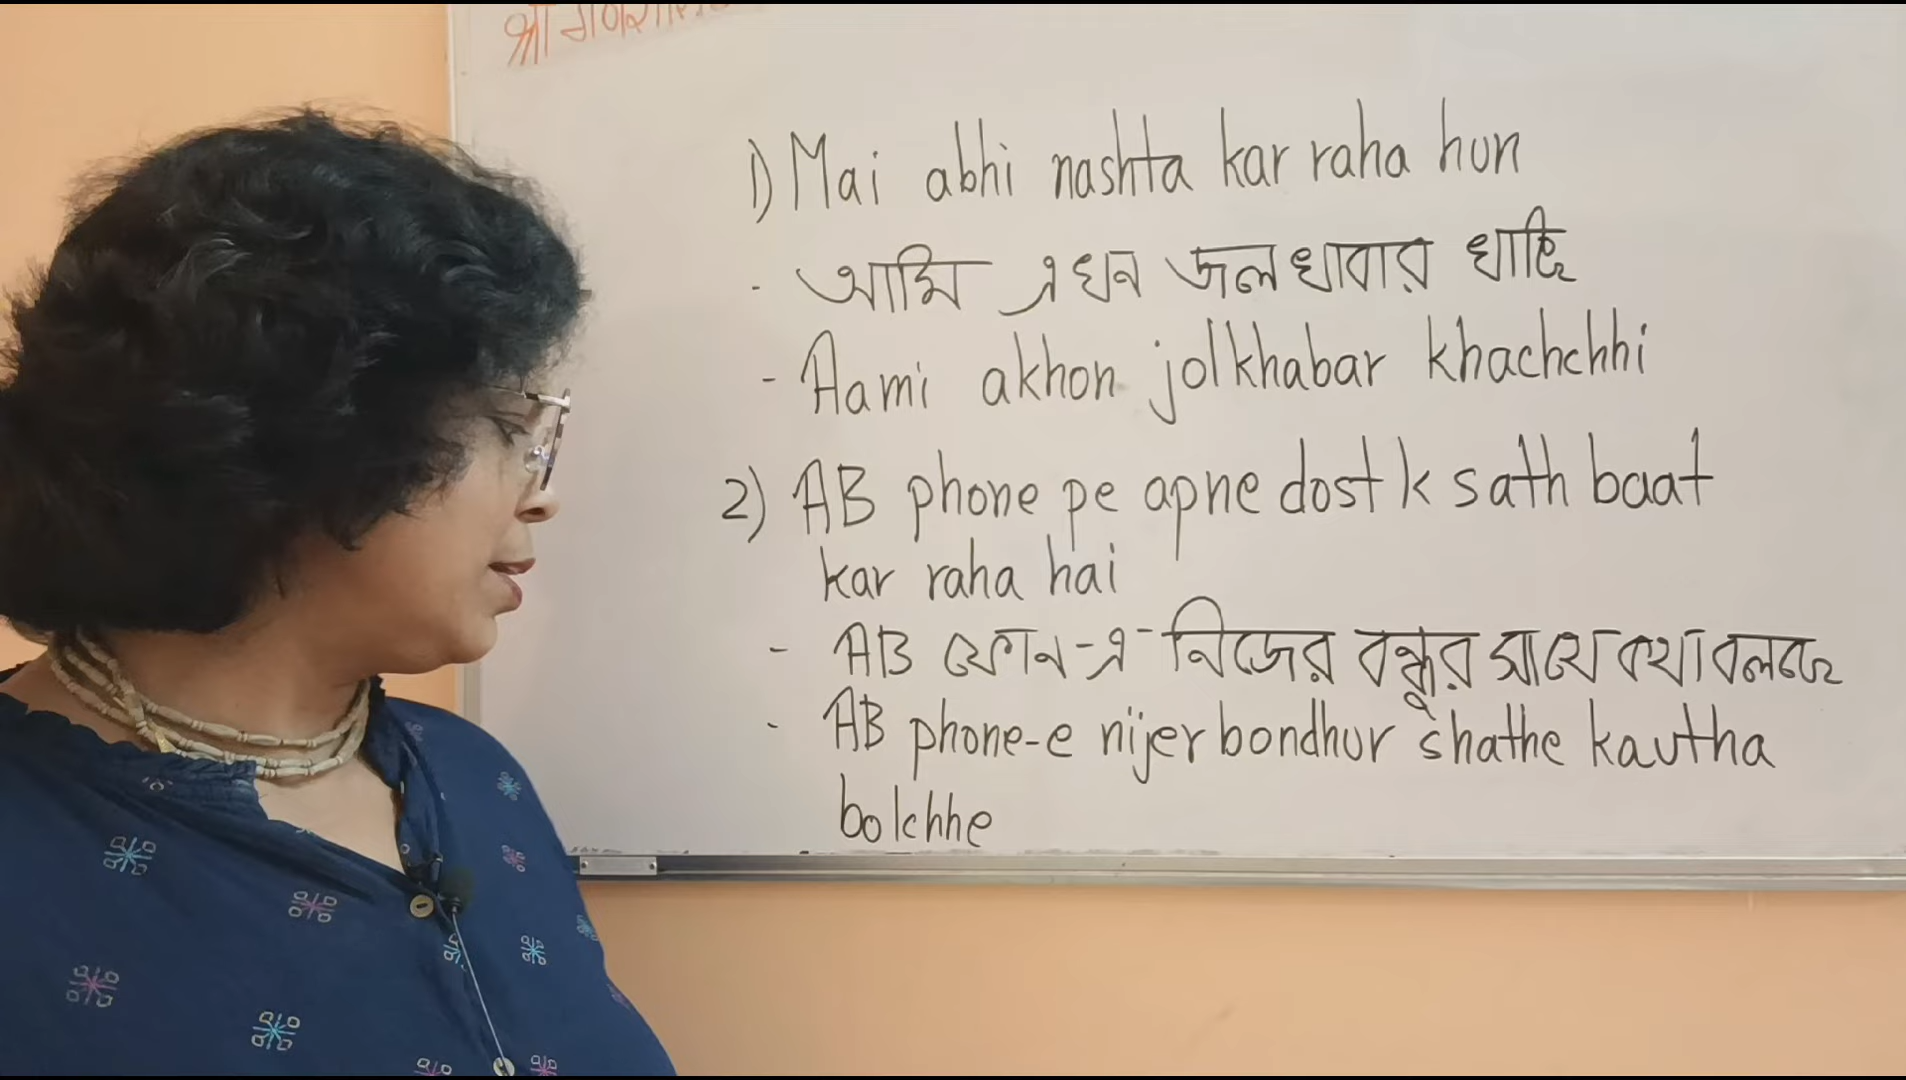 1) Mai abhi nashta kar raha hun
- আমি এখন জলখাবার খাচ্ছি
- Aami akhon jolkhabar khachchhi
2) AB phone pe apne dost k sath baat
kar raha hai
- AB ফোন-এ নিজের বন্ধুর সাথে কথা বলছে
- AB phone-e nijer bondhur shathe kautha
bolchhe